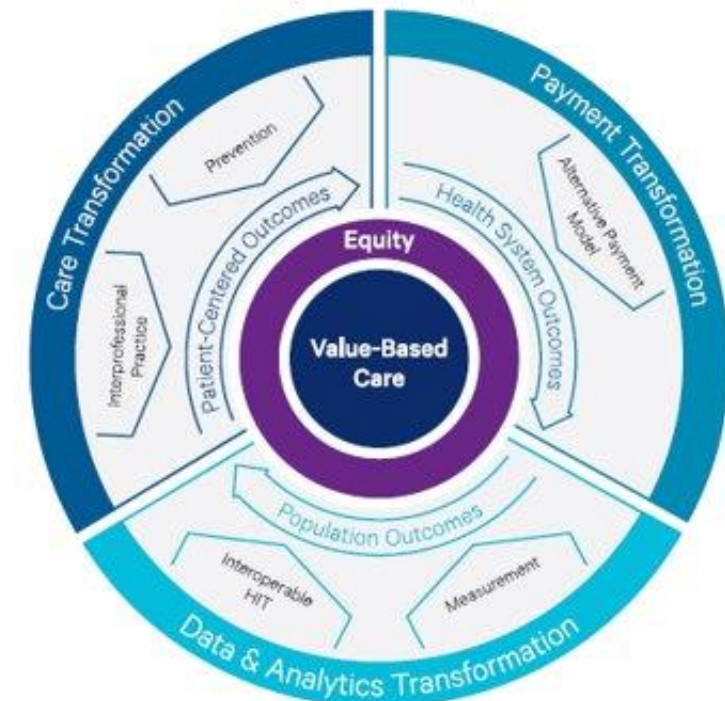 Care Transformation
Prevention
Interprofessional
Practice
Patient-Centered Outcomes
Payment Transformation
Alternative Payment
Model
Health System Outcomes
Equity
Value-Based
Care
Population Outcomes
Interoperable
HIT
Measurement
Data & Analytics Transformation